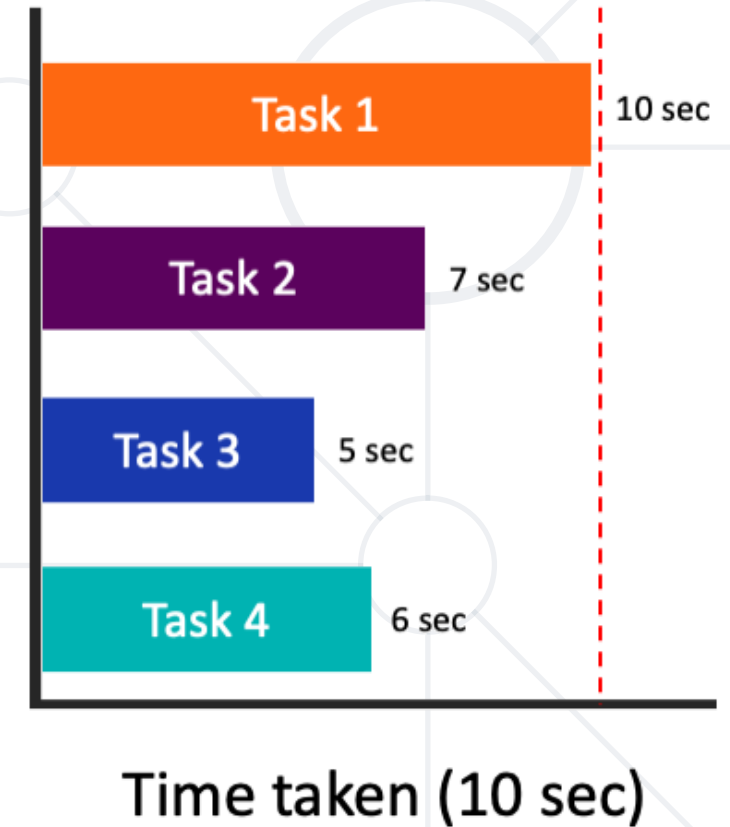 Task 1
10 sec
Task 2
7 sec
Task 3
5 sec
Task 4
6 sec
Time taken (10 sec)